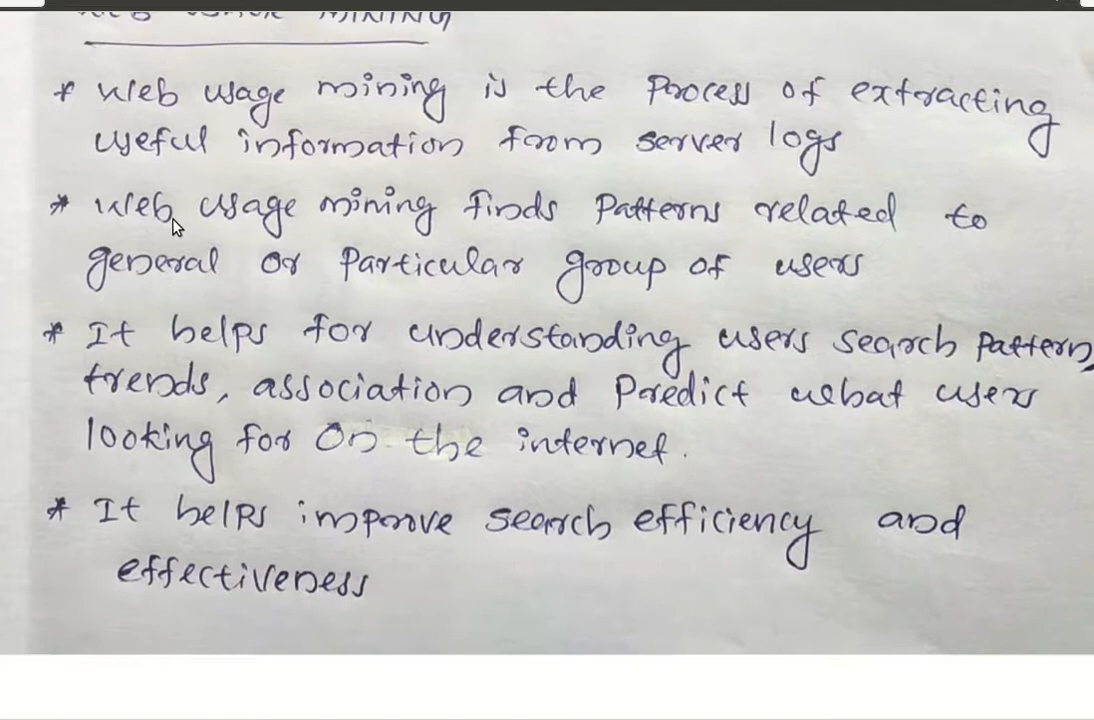 MINING
* Web usage mining is the Process of extracting
useful information from server logs
* Web usage mining finds Patterns related to
general or Particular group of users
* It helps for understanding users search Pattern,
trends, association and Predict what users
looking for On the internet.
* It helps improve search efficiency and
effectiveness